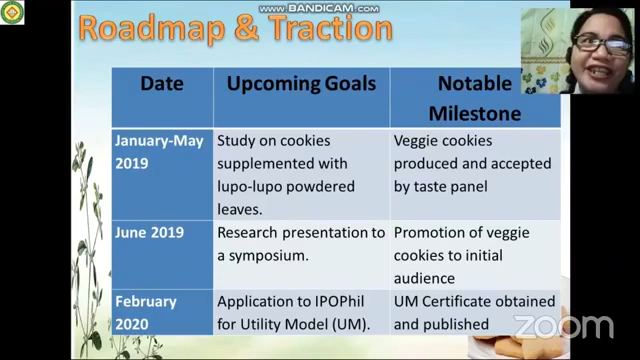 www.BANDICAM.com
Roadmap & Traction
Date
Upcoming Goals
Notable
Milestone
January-May
2019
Study on cookies
supplemented with
lupo-lupo powdered
leaves.
Veggie cookies
produced and accepted
by taste panel
June 2019
Research presentation to
a symposium.
Promotion of veggie
cookies to initial
audience
February
2020
Application to IPOPhil
for Utility Model (UM).
UM Certificate obtained
and published
zoom